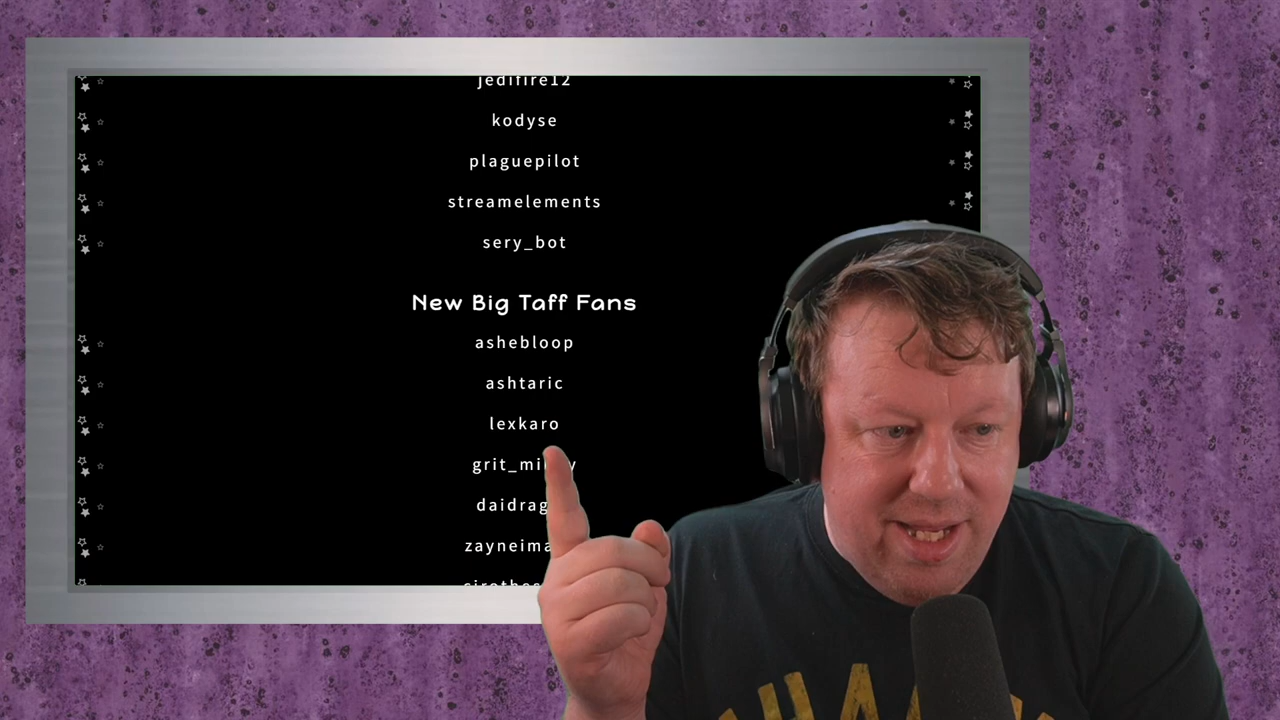 jedifire12
kodyse
plaguepilot
streamelements
sery_bot
New Big Taff Fans
ashebloop
ashtaric
lexkaro